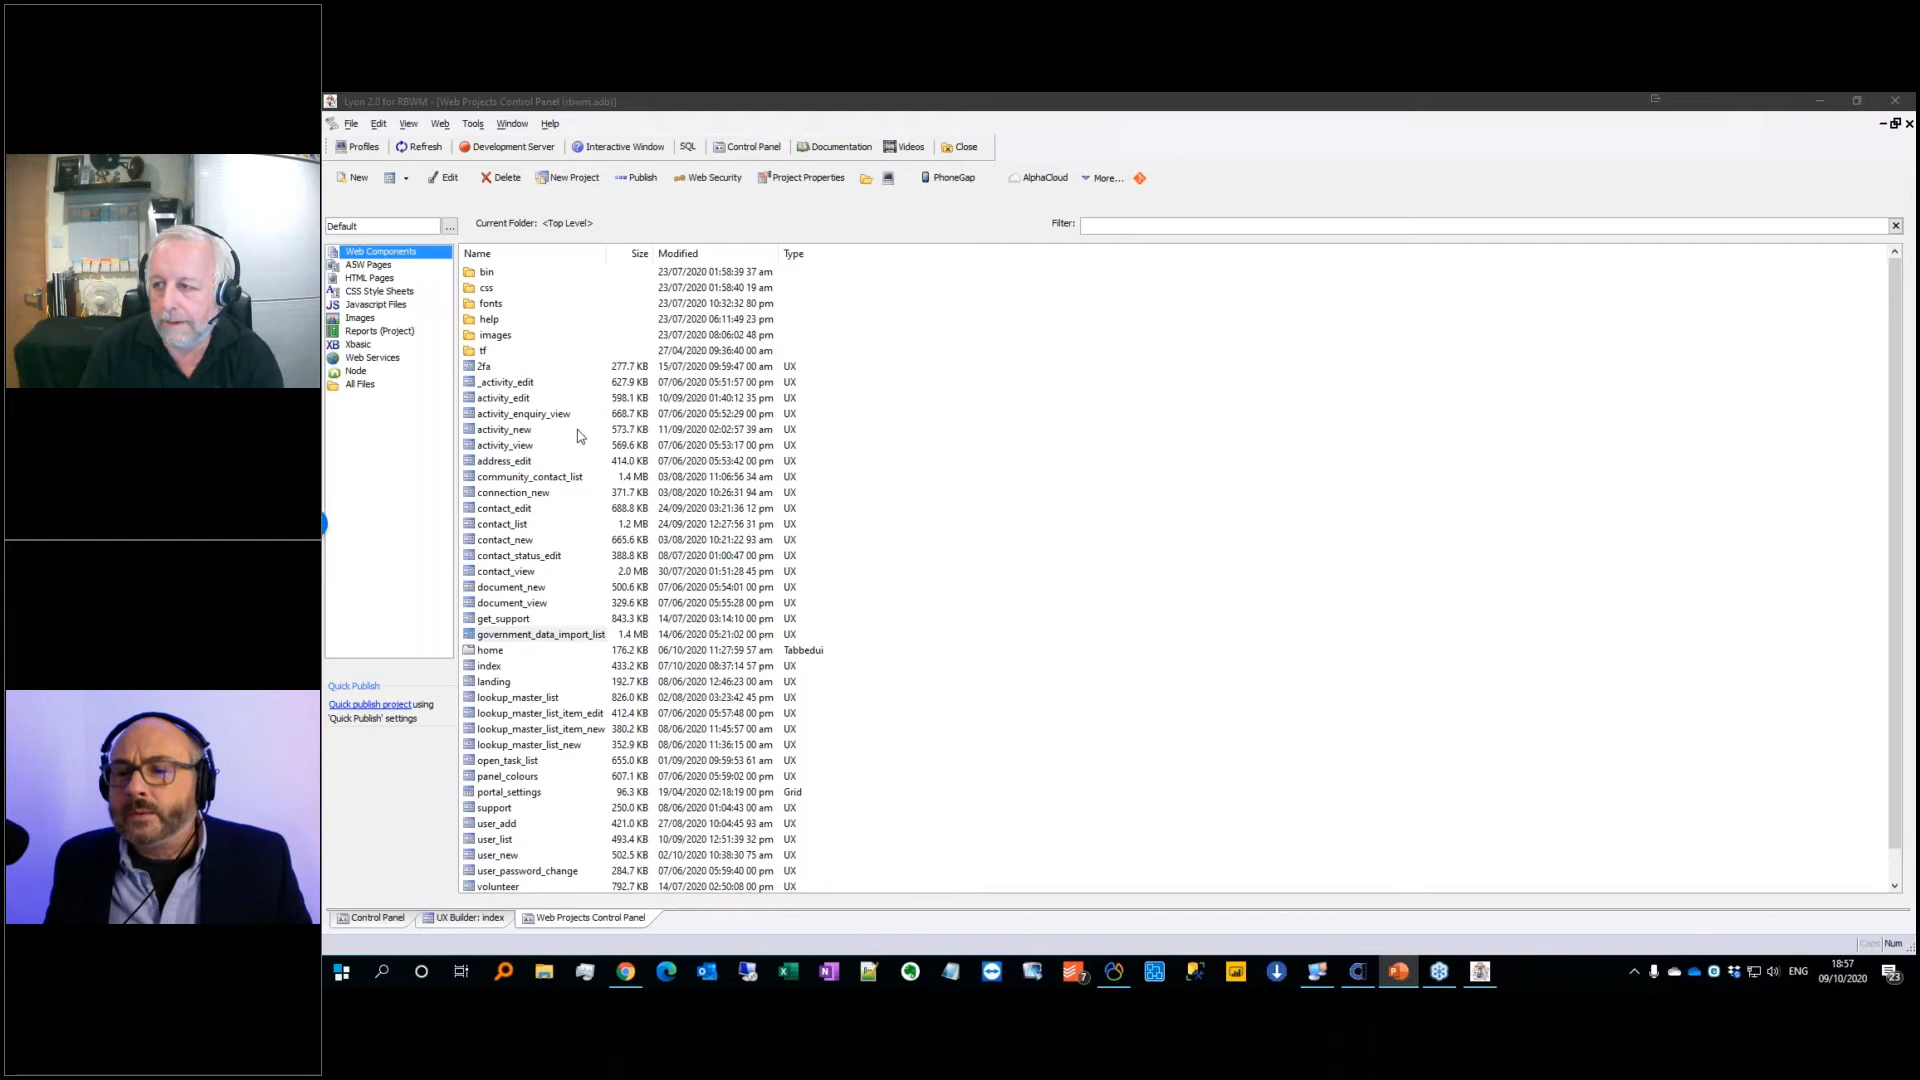 Lyon 2.0 for RBWM - [Web Projects Control Panel (rbwm.adb)]
File Edit View Web Tools Window Help
Profiles Refresh Development Server Interactive Window SQL Control Panel Documentation Videos Close
New Edit Delete New Project Publish Web Security Project Properties PhoneGap AlphaCloud More...
Default ... Current Folder: <Top Level> Filter:
Web Components
A5W Pages
HTML Pages
CSS Style Sheets
Javascript Files
Images
Reports (Project)
Xbasic
Web Services
Node
All Files
Quick Publish
Quick publish project using
'Quick Publish' settings
Name Size Modified Type
bin 23/07/2020 01:58:39 37 am
css 23/07/2020 01:58:40 19 am
fonts 23/07/2020 10:32:32 80 pm
help 23/07/2020 06:11:49 23 pm
images 23/07/2020 08:06:02 48 pm
tf 27/04/2020 09:36:40 00 am
2fa 277.7 KB 15/07/2020 09:59:47 00 am UX
_activity_edit 627.9 KB 07/06/2020 05:51:57 00 pm UX
activity_edit 598.1 KB 10/09/2020 01:40:12 35 pm UX
activity_enquiry_view 668.7 KB 07/06/2020 05:52:29 00 pm UX
activity_new 573.7 KB 11/09/2020 02:02:57 39 am UX
activity_view 569.6 KB 07/06/2020 05:53:17 00 pm UX
address_edit 414.0 KB 07/06/2020 05:53:42 00 pm UX
community_contact_list 1.4 MB 03/08/2020 11:06:56 34 am UX
connection_new 371.7 KB 03/08/2020 10:26:31 94 am UX
contact_edit 688.8 KB 24/09/2020 03:21:36 12 pm UX
contact_list 1.2 MB 24/09/2020 12:27:56 31 pm UX
contact_new 665.6 KB 03/08/2020 10:21:22 93 am UX
contact_status_edit 388.8 KB 08/07/2020 01:00:47 00 pm UX
contact_view 2.0 MB 30/07/2020 01:51:28 45 pm UX
document_new 500.6 KB 07/06/2020 05:54:01 00 pm UX
document_view 329.6 KB 07/06/2020 05:55:28 00 pm UX
get_support 843.3 KB 14/07/2020 03:14:10 00 pm UX
government_data_import_list 1.4 MB 14/06/2020 05:21:02 00 pm UX
home 176.2 KB 06/10/2020 11:27:59 57 am Tabbedui
index 433.2 KB 07/10/2020 08:37:14 57 pm UX
landing 192.7 KB 08/06/2020 12:46:23 00 am UX
lookup_master_list 826.0 KB 02/08/2020 03:23:42 45 pm UX
lookup_master_list_item_edit 412.4 KB 07/06/2020 05:57:48 00 pm UX
lookup_master_list_item_new 380.2 KB 08/06/2020 11:45:57 00 am UX
lookup_master_list_new 352.9 KB 08/06/2020 11:36:15 00 am UX
open_task_list 655.0 KB 01/09/2020 09:59:53 61 am UX
panel_colours 607.1 KB 07/06/2020 05:59:02 00 pm UX
portal_settings 96.3 KB 19/04/2020 02:18:19 00 pm Grid
support 250.0 KB 08/06/2020 01:04:43 00 am UX
user_add 421.0 KB 27/08/2020 10:04:45 93 am UX
user_list 493.4 KB 10/09/2020 12:51:39 32 pm UX
user_new 502.5 KB 02/10/2020 10:38:30 75 am UX
user_password_change 284.7 KB 07/06/2020 05:59:40 00 pm UX
volunteer 792.7 KB 14/07/2020 02:50:08 00 pm UX
Control Panel UX Builder: index Web Projects Control Panel
Caps Num
7 ENG 18:57
09/10/2020 23